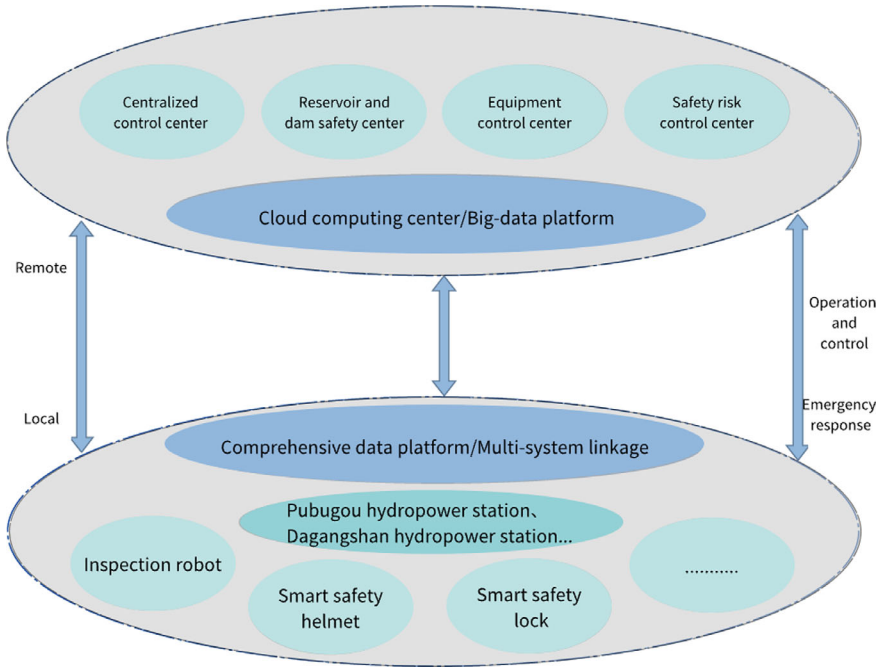 Centralized
control center
Reservoir and
dam safety center
Equipment
control center
Safety risk
control center
Cloud computing center/Big-data platform
Remote
Operation
and
control
Local
Emergency
response
Comprehensive data platform/Multi-system linkage
Pubugou hydropower station、
Dagangshan hydropower station...
Inspection robot
Smart safety
helmet
Smart safety
lock
...........